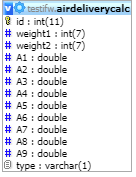 testifw.airdeliverycalc
id : int(11)
weight1 : int(7)
weight2 : int(7)
A1 : double
A2 : double
A3 : double
A4 : double
A5 : double
A6 : double
A7 : double
A8 : double
A9 : double
type : varchar(1)